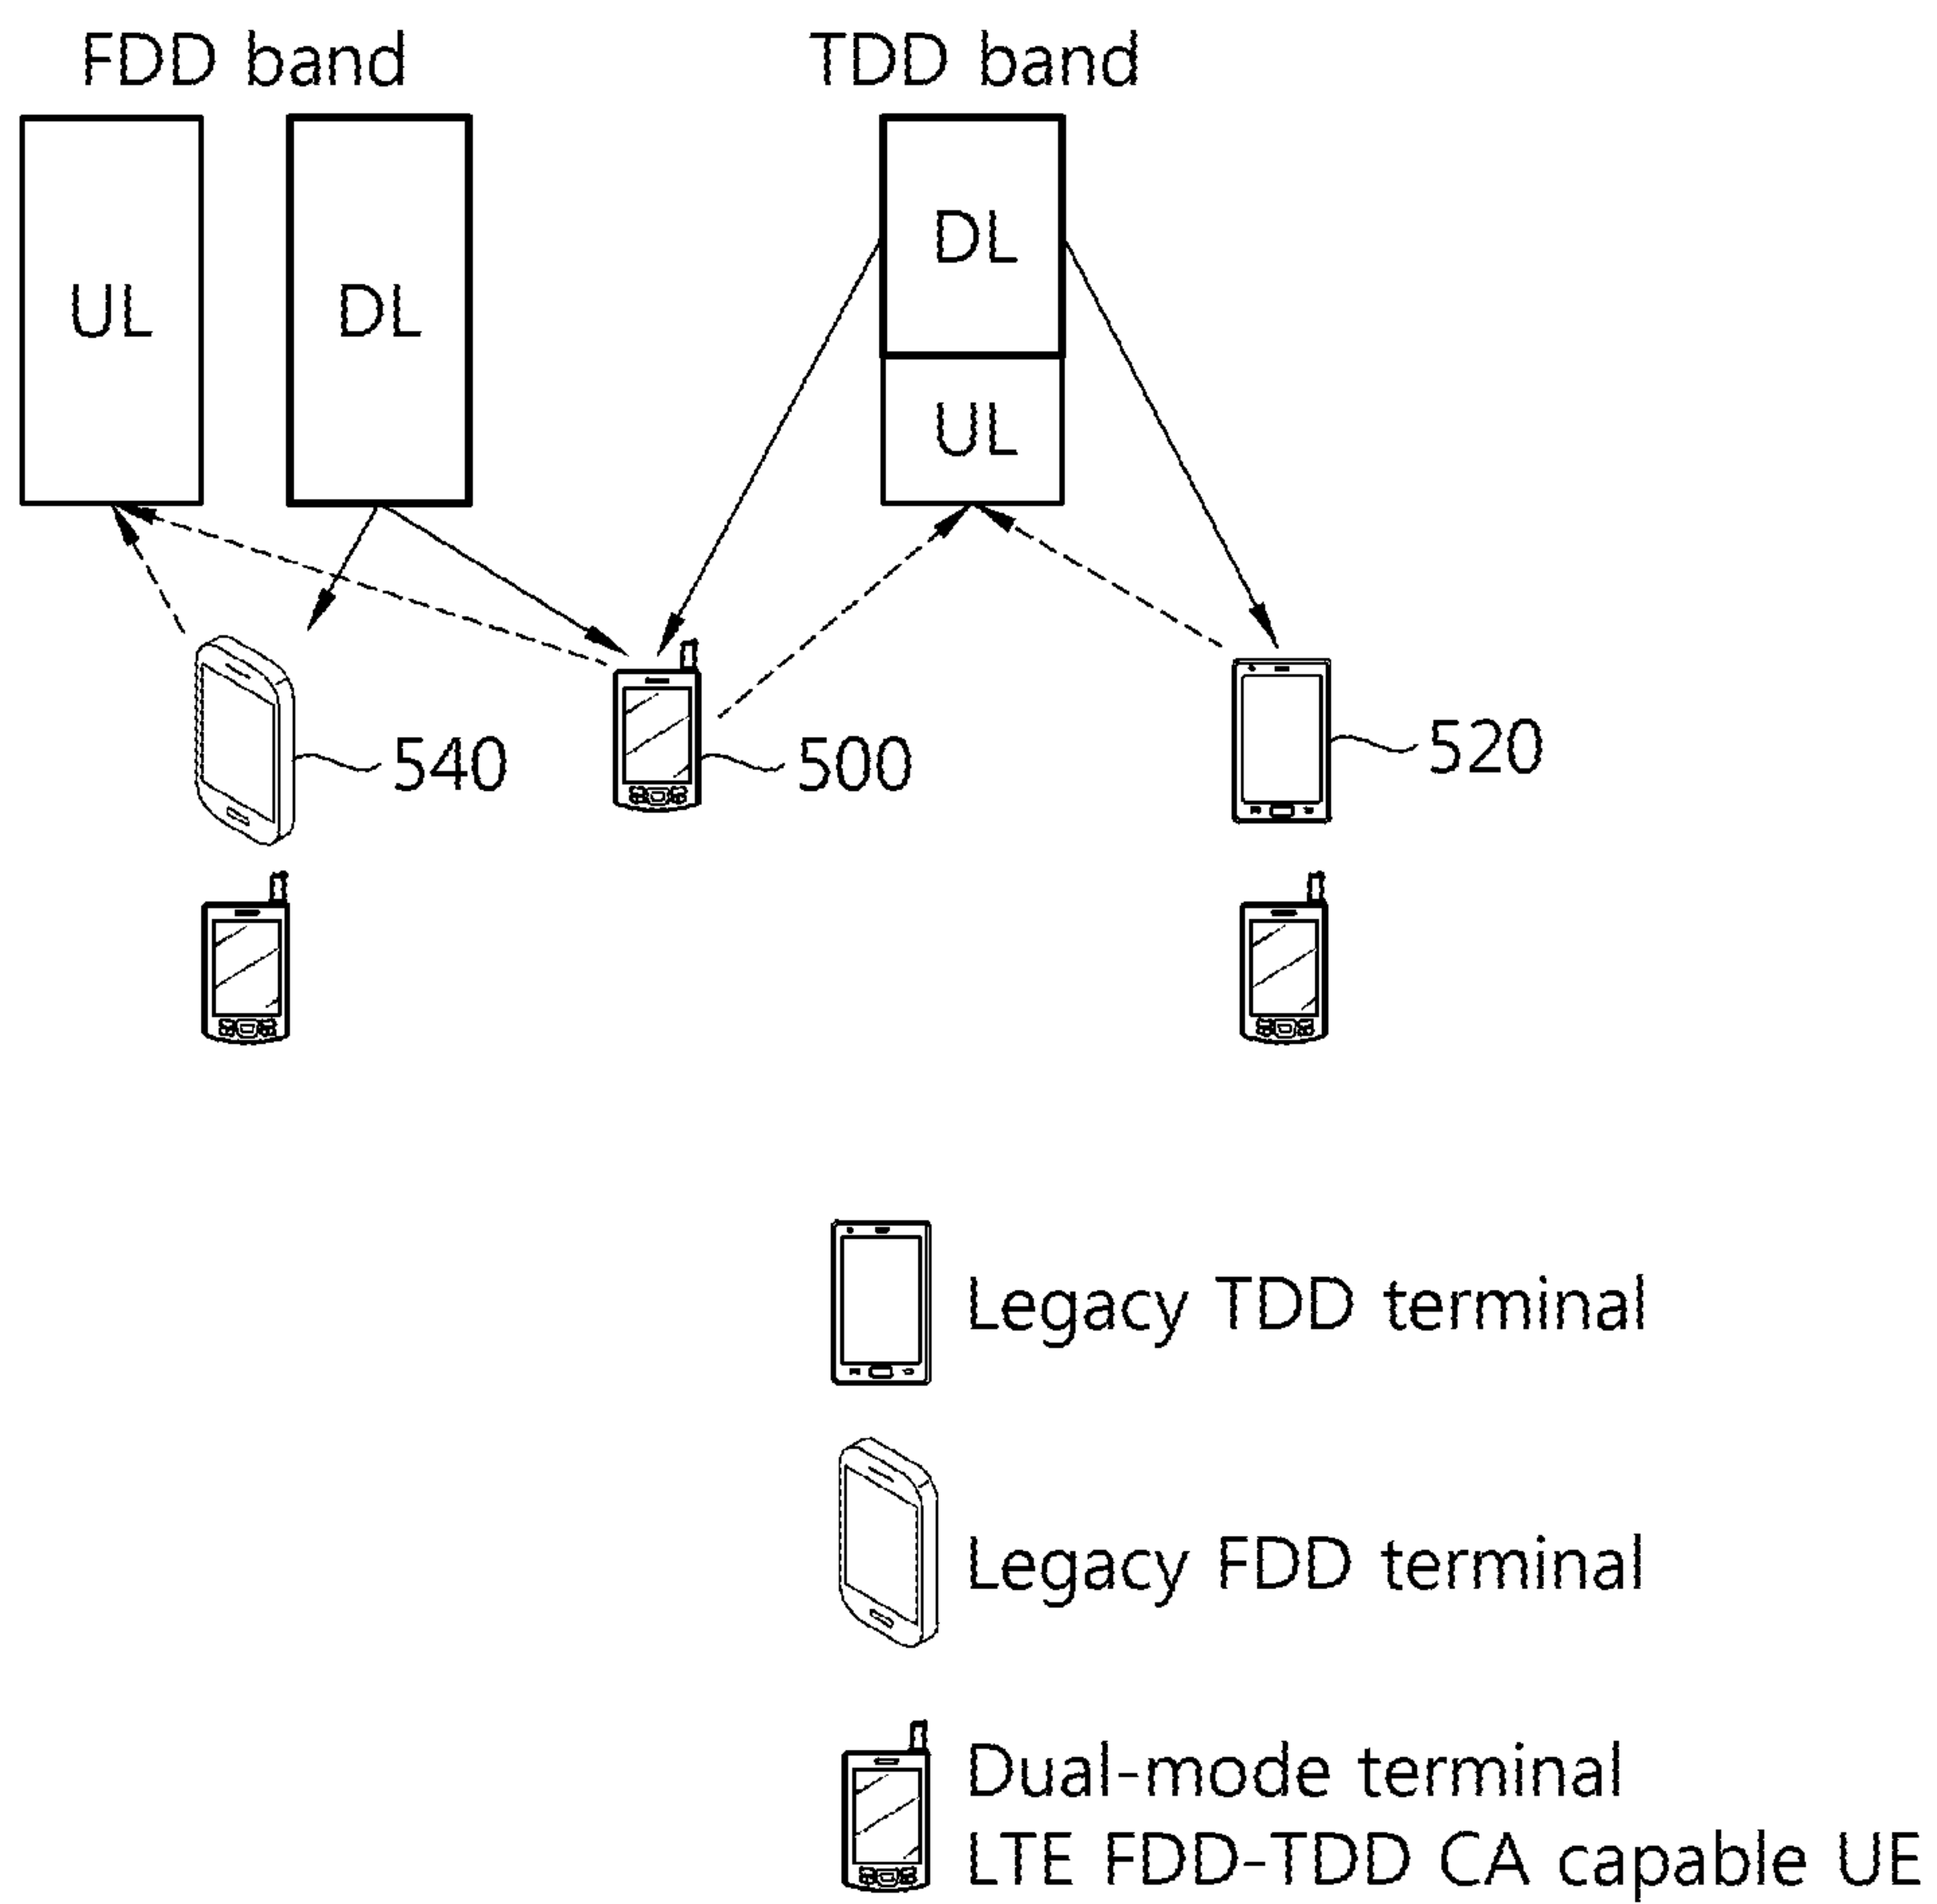 FDD band
TDD band
UL
DL
DL
UL
540
500
520
Legacy TDD terminal
Legacy FDD terminal
Dual-mode terminal
LTE FDD-TDD CA capable UE